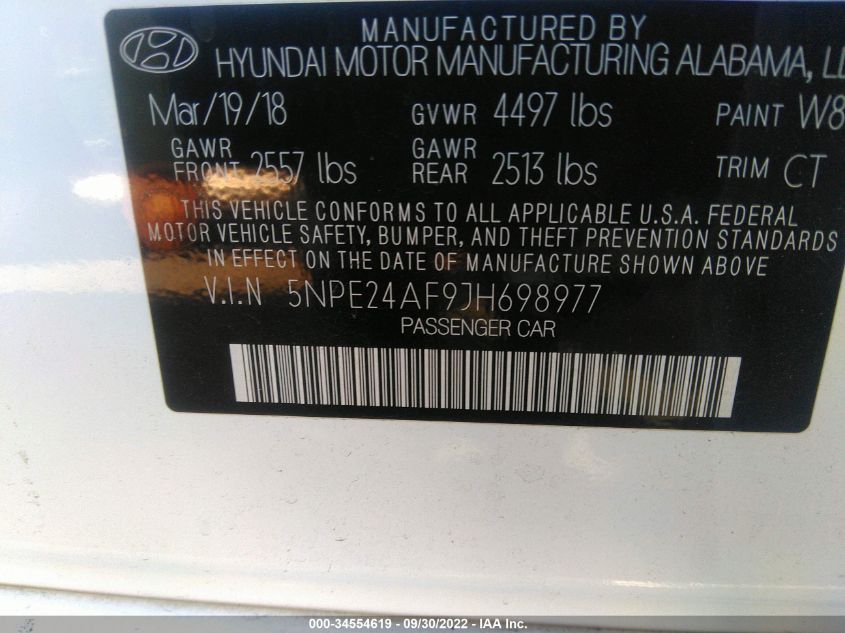 MANUFACTURED BY
HYUNDAI MOTOR MANUFACTURING ALABAMA, LL
Mar/19/18 GVWR 4497 lbs PAINT W8
GAWR FRONT 2557 lbs GAWR REAR 2513 lbs TRIM CT
THIS VEHICLE CONFORMS TO ALL APPLICABLE U.S.A. FEDERAL
MOTOR VEHICLE SAFETY, BUMPER, AND THEFT PREVENTION STANDARDS
IN EFFECT ON THE DATE OF MANUFACTURE SHOWN ABOVE
V.I.N 5NPE24AF9JH698977
PASSENGER CAR
000-34554619 - 09/30/2022 - IAA Inc.